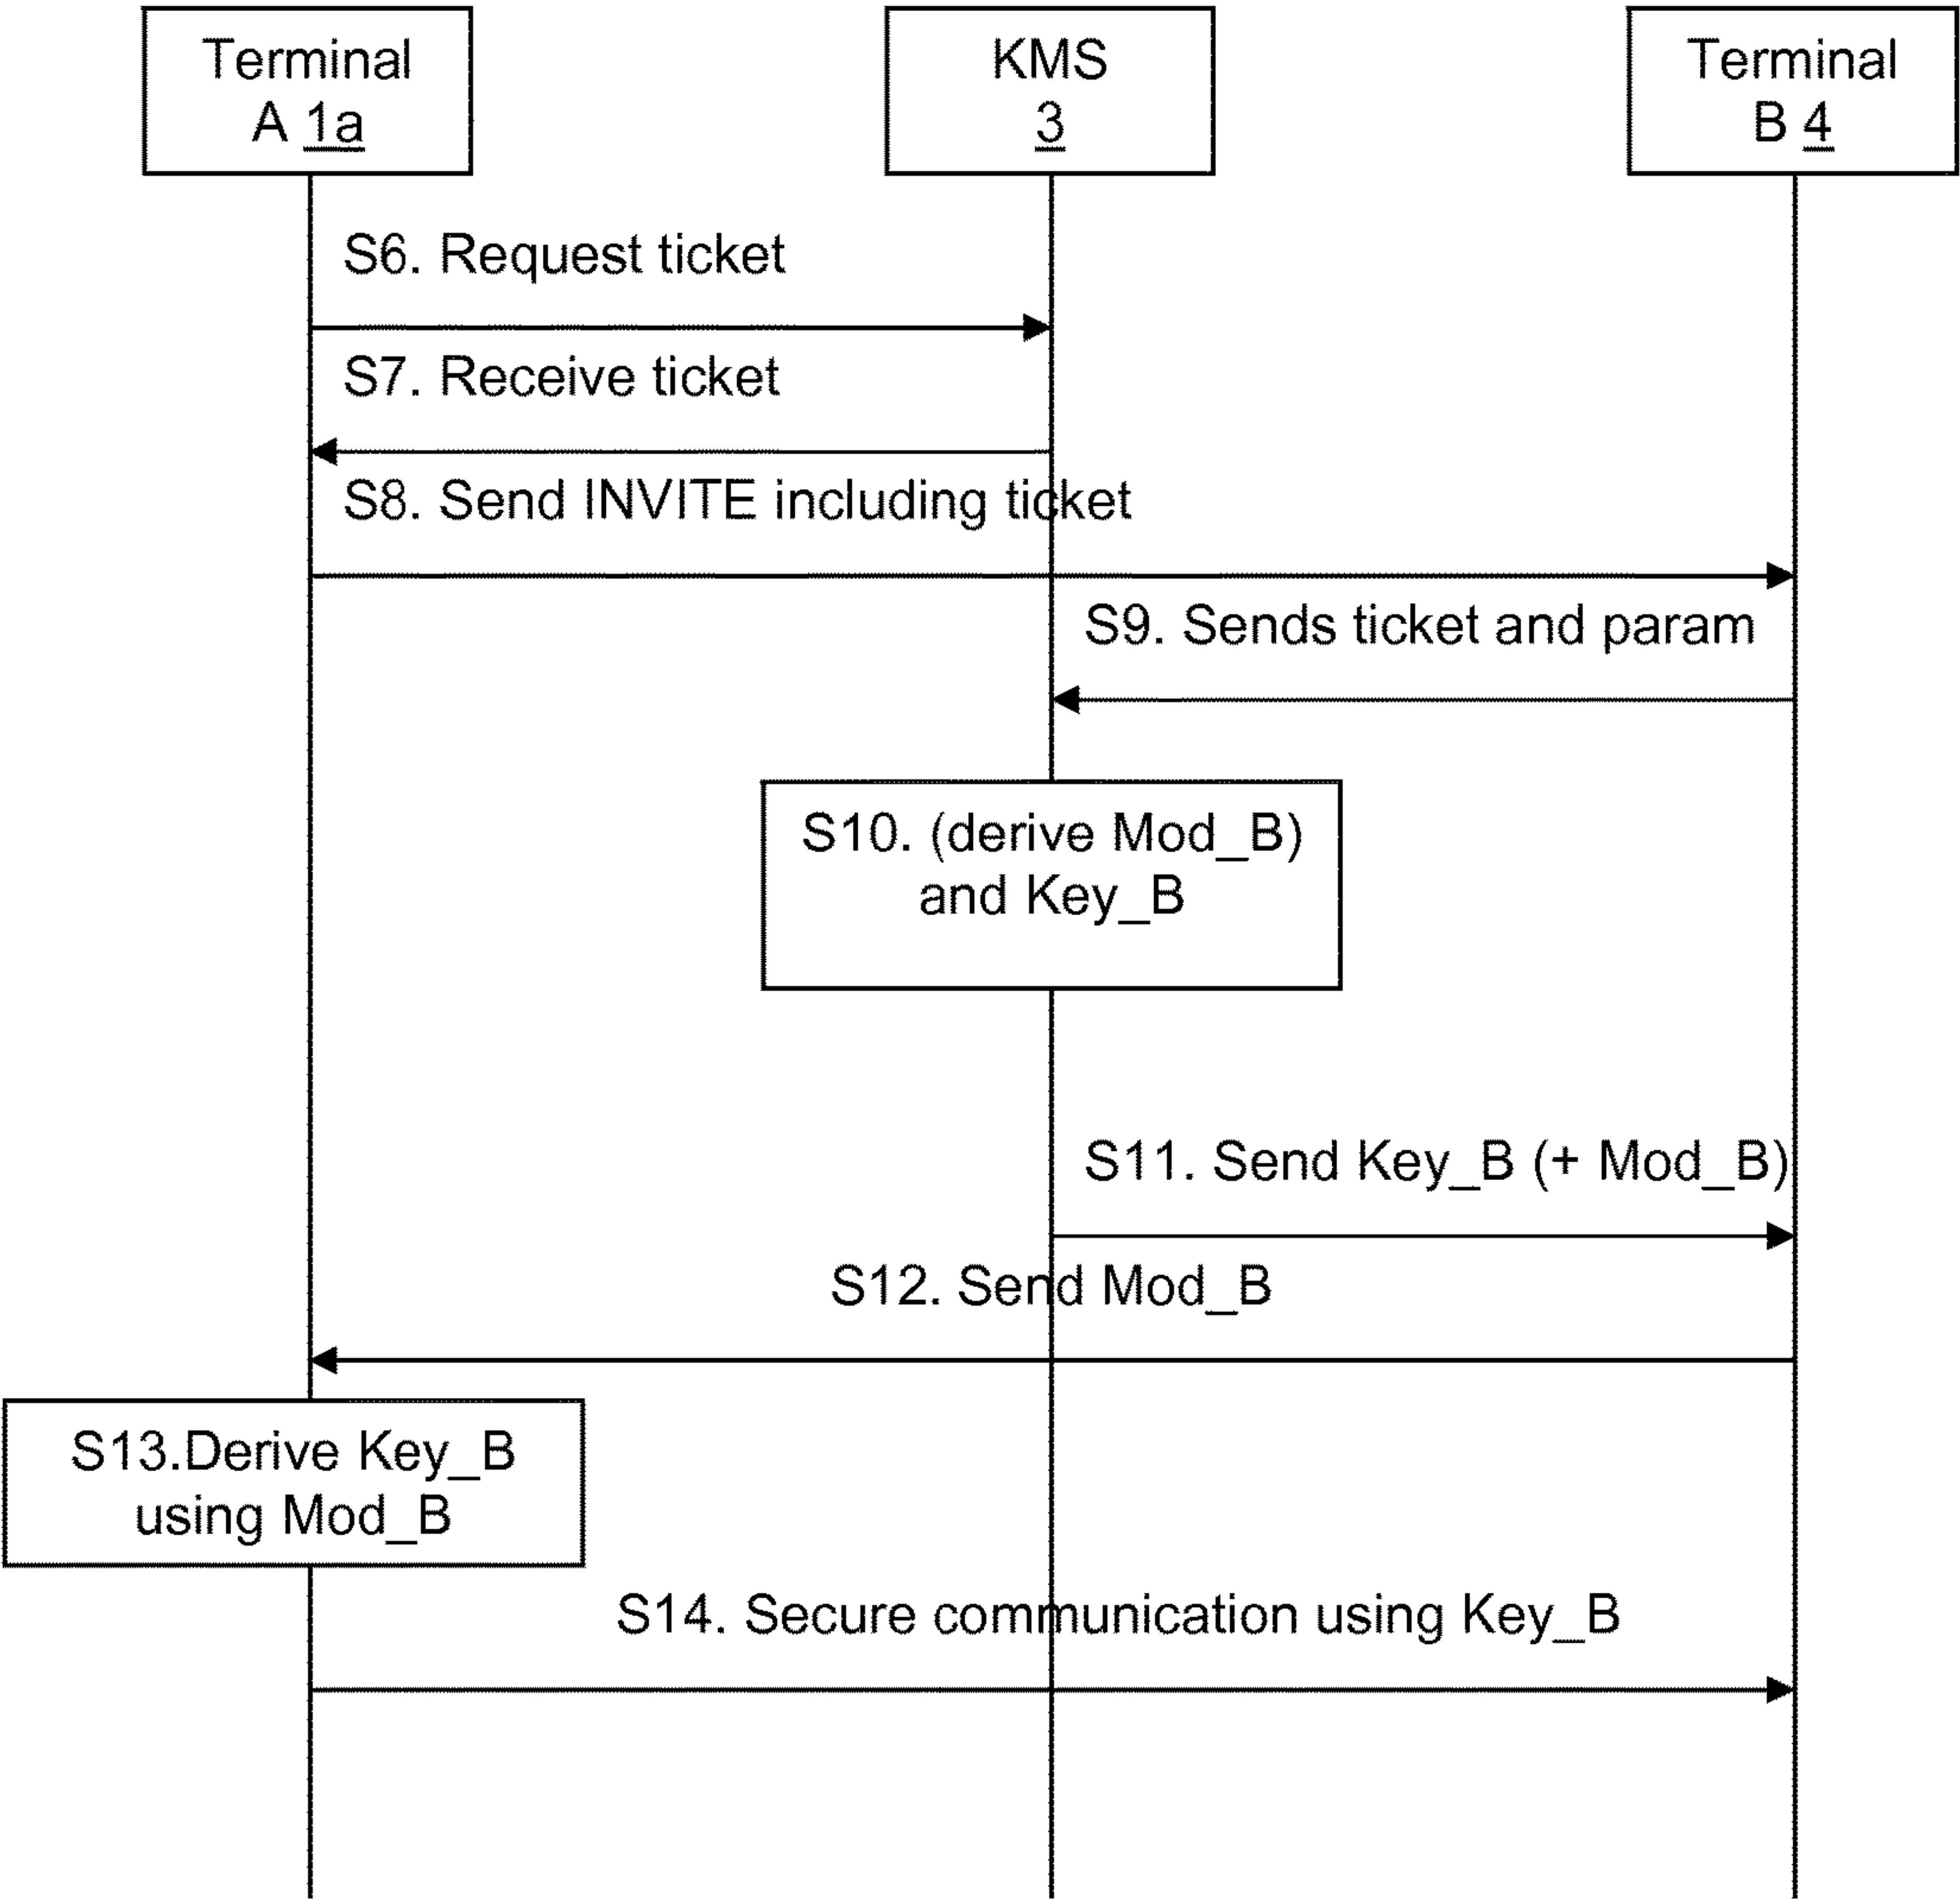 Terminal
A 1a
KMS
3
Terminal
B 4
S6. Request ticket
S7. Receive ticket
S8. Send INVITE including ticket
S9. Sends ticket and param
S10. (derive Mod_B)
and Key_B
S11. Send Key_B (+ Mod_B)
S12. Send Mod_B
S13.Derive Key_B
using Mod_B
S14. Secure communication using Key_B